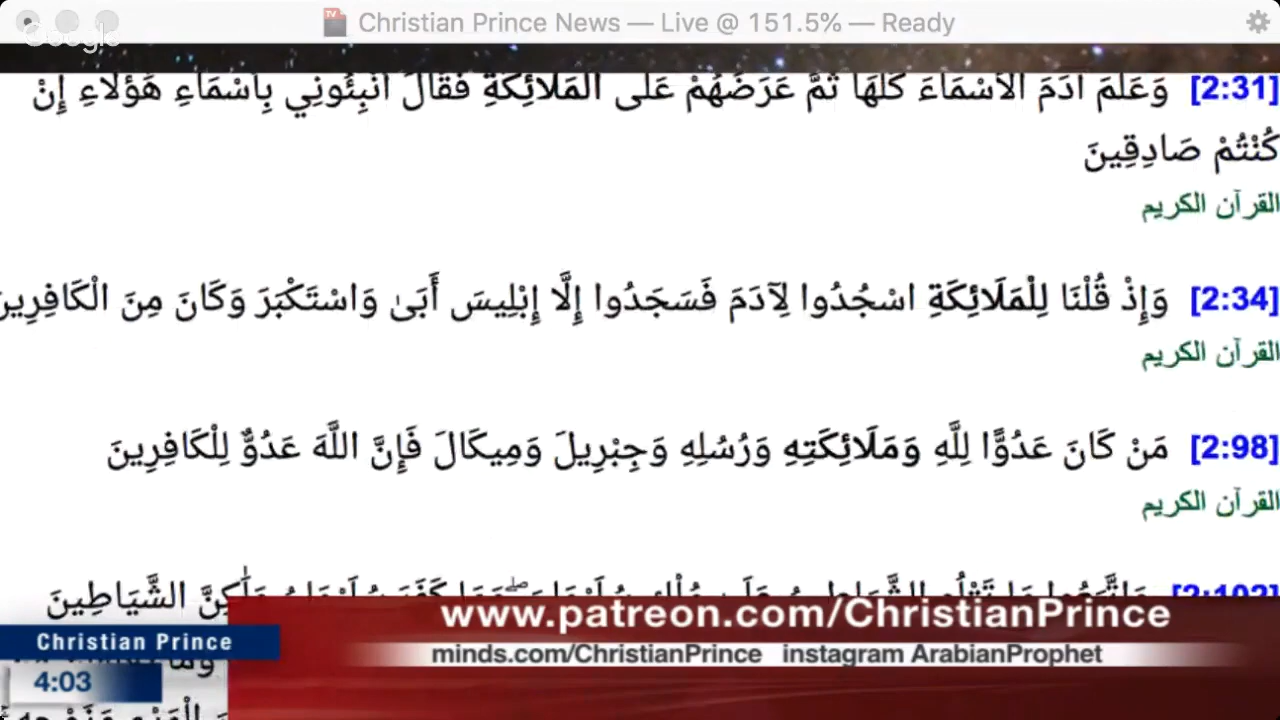 Christian Prince News — Live @ 151.5% — Ready
Google
[2:31] وَعَلَّمَ آدَمَ الْأَسْمَاءَ كُلَّهَا ثُمَّ عَرَضَهُمْ عَلَى الْمَلَائِكَةِ فَقَالَ أَنْبِئُونِي بِأَسْمَاءِ هَٰؤُلَاءِ إِنْ
كُنْتُمْ صَادِقِينَ
القرآن الكريم
[2:34] وَإِذْ قُلْنَا لِلْمَلَائِكَةِ اسْجُدُوا لِآدَمَ فَسَجَدُوا إِلَّا إِبْلِيسَ أَبَىٰ وَاسْتَكْبَرَ وَكَانَ مِنَ الْكَافِرِينَ
القرآن الكريم
[2:98] مَنْ كَانَ عَدُوًّا لِلَّهِ وَمَلَائِكَتِهِ وَرُسُلِهِ وَجِبْرِيلَ وَمِيكَالَ فَإِنَّ اللَّهَ عَدُوٌّ لِلْكَافِرِينَ
القرآن الكريم
[2:102] الشَّيَاطِينَ
www.patreon.com/ChristianPrince
Christian Prince
minds.com/ChristianPrince instagram ArabianProphet
4:03